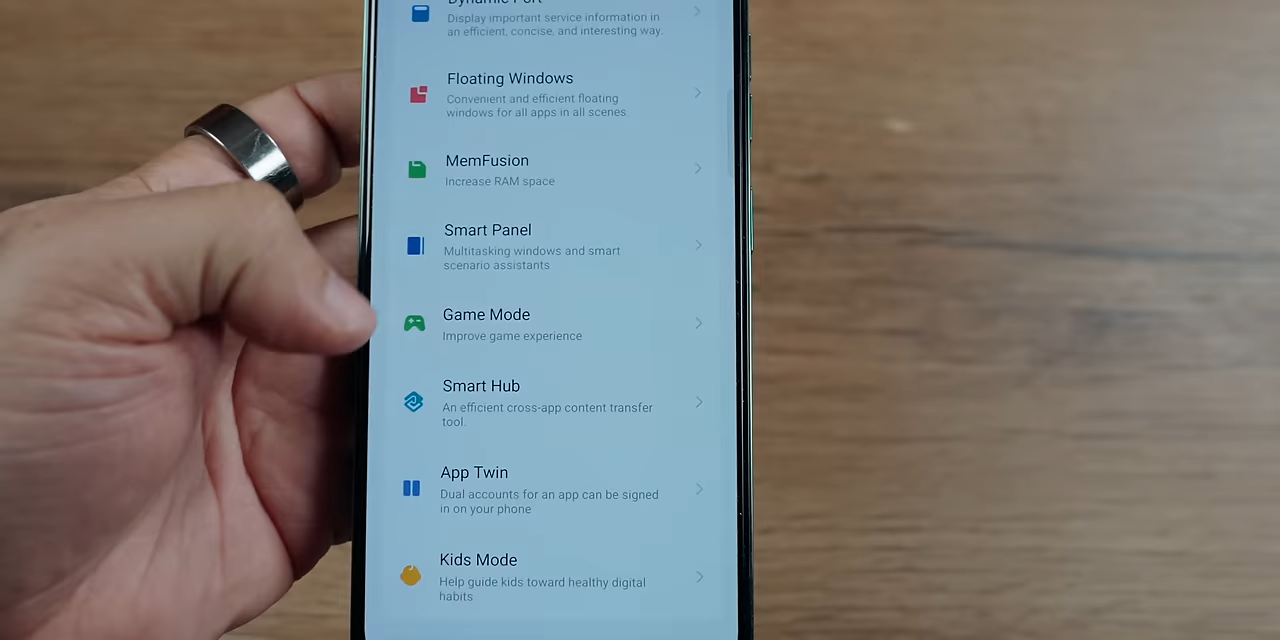 Dynamic Port
Display important service information in
an efficient, concise, and interesting way.
Floating Windows
Convenient and efficient floating
windows for all apps in all scenes.
MemFusion
Increase RAM space
Smart Panel
Multitasking windows and smart
scenario assistants
Game Mode
Improve game experience
Smart Hub
An efficient cross-app content transfer
tool.
App Twin
Dual accounts for an app can be signed
in on your phone
Kids Mode
Help guide kids toward healthy digital
habits